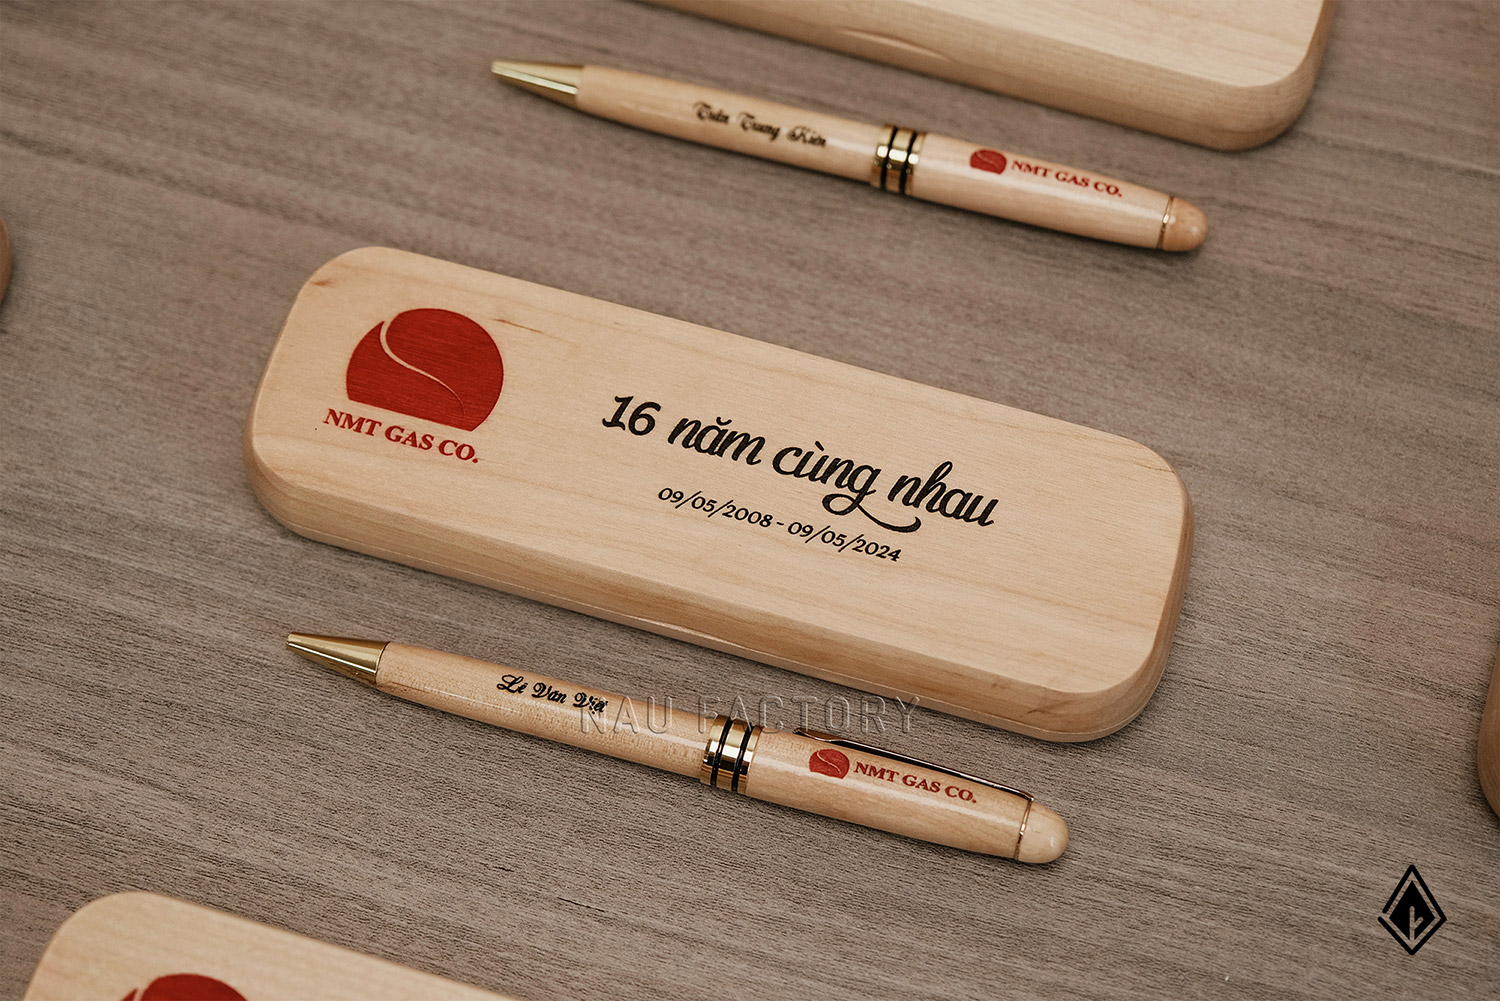 Trần Trung Kiên
NMT GAS CO.
NMT GAS CO.
16 năm cùng nhau
09/05/2008 - 09/05/2024
Lê Văn Việt
NAU FACTORY
NMT GAS CO.